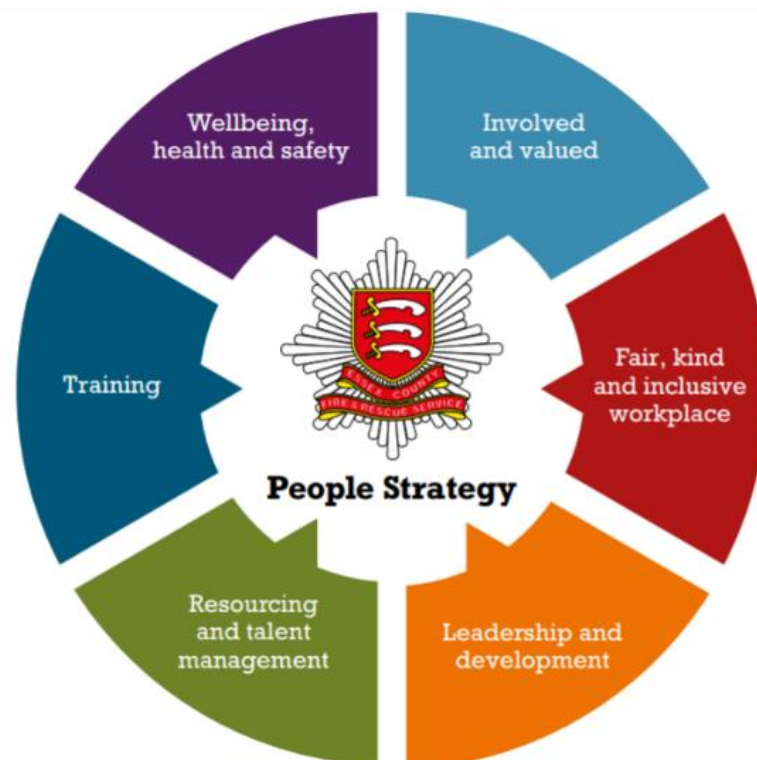 Wellbeing,
health and safety
Involved
and valued
Training
ESSEX COUNTY
FIRE & RESCUE SERVICE
Fair, kind
and inclusive
workplace
People Strategy
Resourcing
and talent
management
Leadership and
development